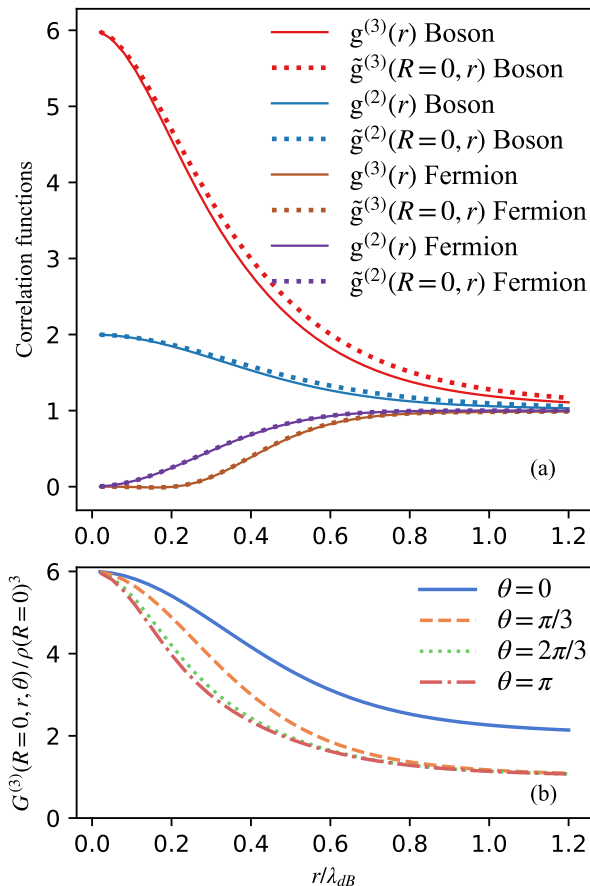 6
5
4
3
2
1
0
Correlation functions
g⁽³⁾(r) Boson
g̃⁽³⁾(R=0, r) Boson
g⁽²⁾(r) Boson
g̃⁽²⁾(R=0, r) Boson
g⁽³⁾(r) Fermion
g̃⁽³⁾(R=0, r) Fermion
g⁽²⁾(r) Fermion
g̃⁽²⁾(R=0, r) Fermion
(a)
0.0 0.2 0.4 0.6 0.8 1.0 1.2
6
4
2
0
G⁽³⁾(R=0, r, θ)/ρ(R=0)³
θ=0
θ=π/3
θ=2π/3
θ=π
(b)
0.0 0.2 0.4 0.6 0.8 1.0 1.2
r/λ_dB